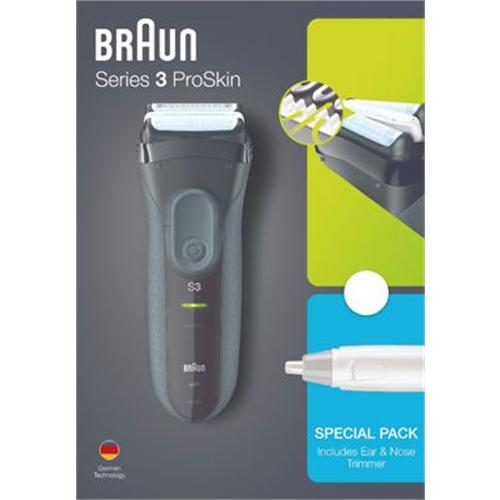 BRAUN
Series 3 ProSkin
S3
BRAUN
SPECIAL PACK
Includes Ear & Nose
Trimmer
German
Technology